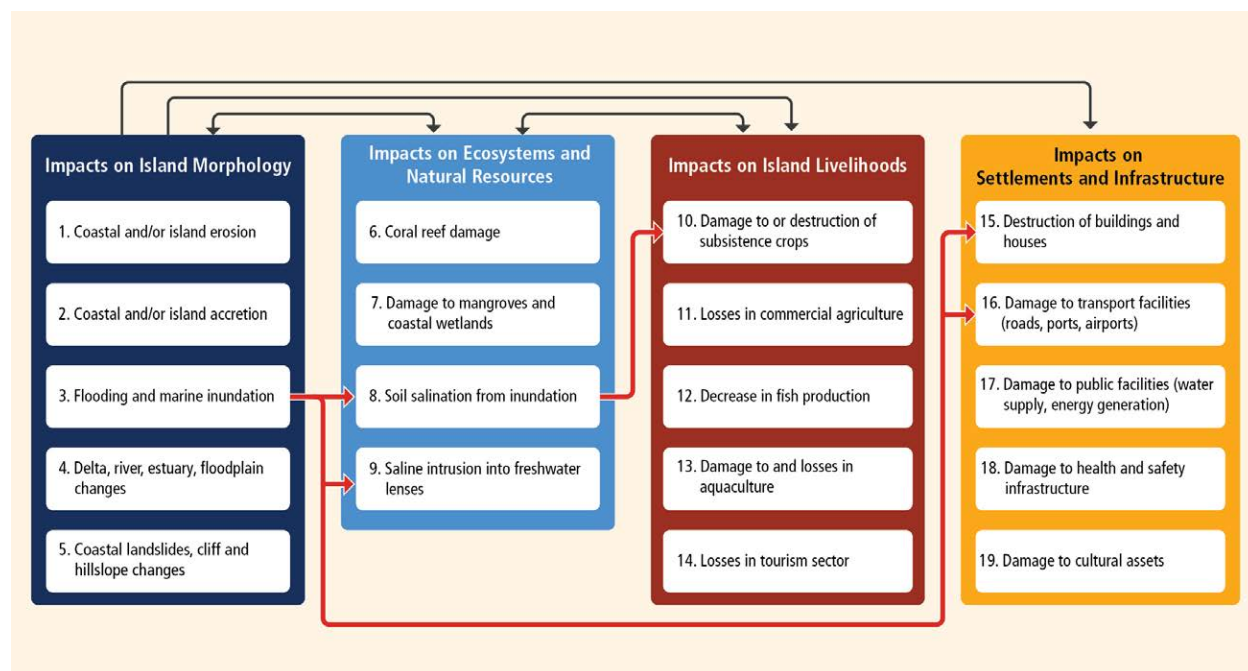 Impacts on Island Morphology
1. Coastal and/or island erosion
2. Coastal and/or island accretion
3. Flooding and marine inundation
4. Delta, river, estuary, floodplain
changes
5. Coastal landslides, cliff and
hillslope changes
Impacts on Ecosystems and
Natural Resources
6. Coral reef damage
7. Damage to mangroves and
coastal wetlands
8. Soil salination from inundation
9. Saline intrusion into freshwater
lenses
Impacts on Island Livelihoods
10. Damage to or destruction of
subsistence crops
11. Losses in commercial agriculture
12. Decrease in fish production
13. Damage to and losses in
aquaculture
14. Losses in tourism sector
Impacts on
Settlements and Infrastructure
15. Destruction of buildings and
houses
16. Damage to transport facilities
(roads, ports, airports)
17. Damage to public facilities (water
supply, energy generation)
18. Damage to health and safety
infrastructure
19. Damage to cultural assets